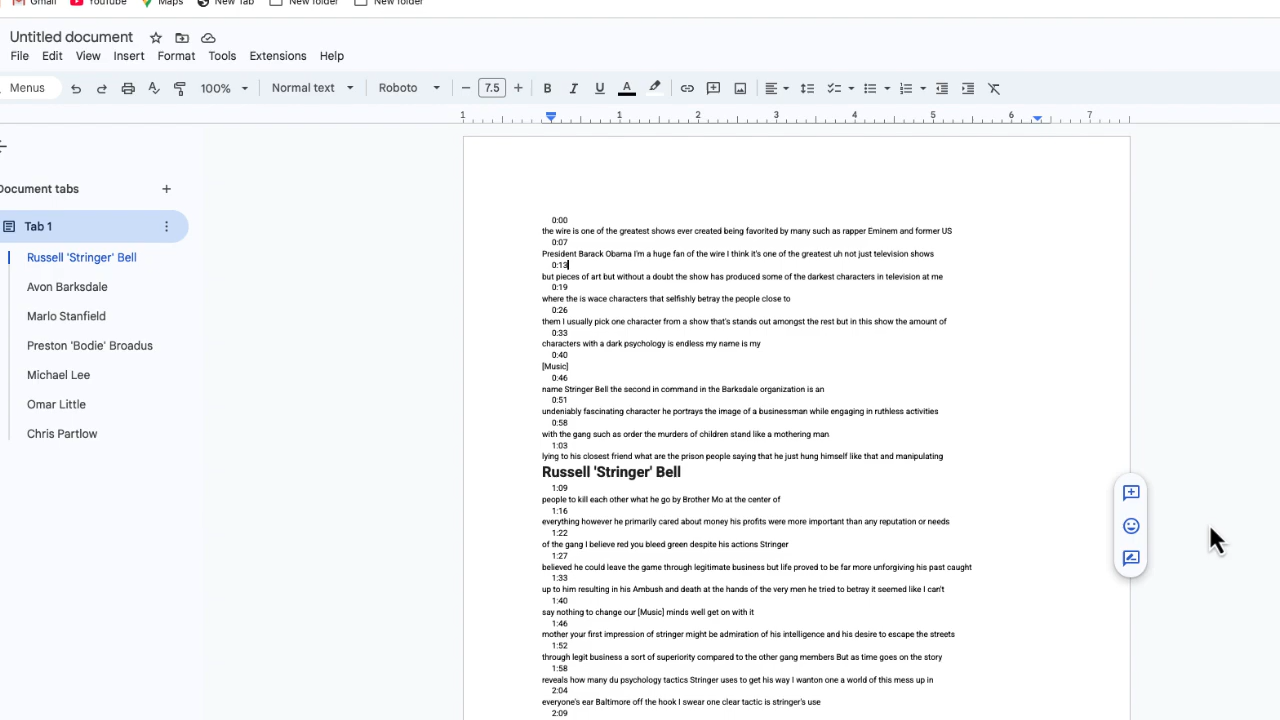 Gmail YouTube Maps New Tab New folder New folder
Untitled document
File Edit View Insert Format Tools Extensions Help
Menus 100% Normal text Roboto 7.5
1 1 2 3 4 5 6 7
Document tabs
Tab 1
Russell 'Stringer' Bell
Avon Barksdale
Marlo Stanfield
Preston 'Bodie' Broadus
Michael Lee
Omar Little
Chris Partlow
0:00
the wire is one of the greatest shows ever created being favorited by many such as rapper Eminem and former US
0:07
President Barack Obama I'm a huge fan of the wire I think it's one of the greatest uh not just television shows
0:13
but pieces of art but without a doubt the show has produced some of the darkest characters in television at me
0:19
where the is wace characters that selfishly betray the people close to
0:26
them I usually pick one character from a show that's stands out amongst the rest but in this show the amount of
0:33
characters with a dark psychology is endless my name is my
0:40
[Music]
0:46
name Stringer Bell the second in command in the Barksdale organization is an
0:51
undeniably fascinating character he portrays the image of a businessman while engaging in ruthless activities
0:58
with the gang such as order the murders of children stand like a mothering man
1:03
lying to his closest friend what are the prison people saying that he just hung himself like that and manipulating
Russell 'Stringer' Bell
1:09
people to kill each other what he go by Brother Mo at the center of
1:16
everything however he primarily cared about money his profits were more important than any reputation or needs
1:22
of the gang I believe red you bleed green despite his actions Stringer
1:27
believed he could leave the game through legitimate business but life proved to be far more unforgiving his past caught
1:33
up to him resulting in his Ambush and death at the hands of the very men he tried to betray it seemed like I can't
1:40
say nothing to change our [Music] minds well get on with it
1:46
mother your first impression of stringer might be admiration of his intelligence and his desire to escape the streets
1:52
through legit business a sort of superiority compared to the other gang members But as time goes on the story
1:58
reveals how many du psychology tactics Stringer uses to get his way I wanton one a world of this mess up in
2:04
everyone's ear Baltimore off the hook I swear one clear tactic is stringer's use
2:09